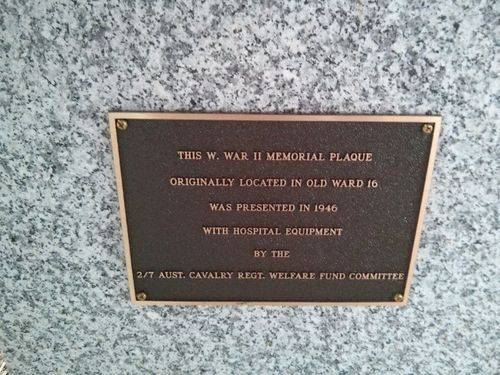 THIS W. WAR II MEMORIAL PLAQUE
ORIGINALLY LOCATED IN OLD WARD 16
WAS PRESENTED IN 1946
WITH HOSPITAL EQUIPMENT
BY THE
2/7 AUST. CAVALRY REGT. WELFARE FUND COMMITTEE